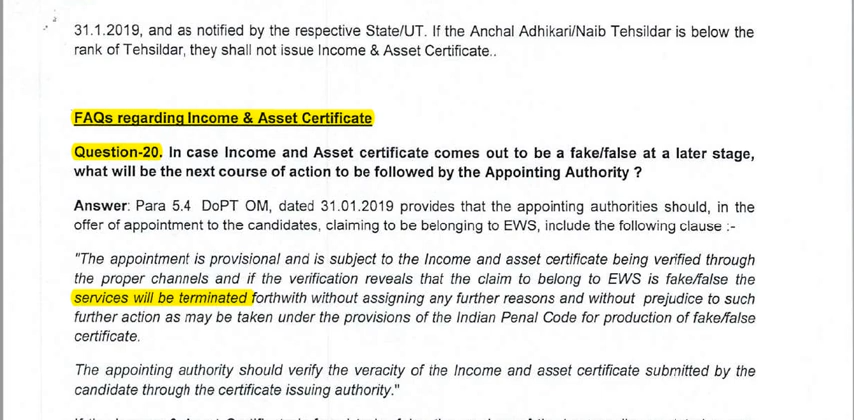 31.1.2019, and as notified by the respective State/UT. If the Anchal Adhikari/Naib Tehsildar is below the
rank of Tehsildar, they shall not issue Income & Asset Certificate..
FAQs regarding Income & Asset Certificate
Question-20. In case Income and Asset certificate comes out to be a fake/false at a later stage,
what will be the next course of action to be followed by the Appointing Authority ?
Answer: Para 5.4 DoPT OM, dated 31.01.2019 provides that the appointing authorities should, in the
offer of appointment to the candidates, claiming to be belonging to EWS, include the following clause :-
"The appointment is provisional and is subject to the Income and asset certificate being verified through
the proper channels and if the verification reveals that the claim to belong to EWS is fake/false the
services will be terminated forthwith without assigning any further reasons and without prejudice to such
further action as may be taken under the provisions of the Indian Penal Code for production of fake/false
certificate.
The appointing authority should verify the veracity of the Income and asset certificate submitted by the
candidate through the certificate issuing authority."